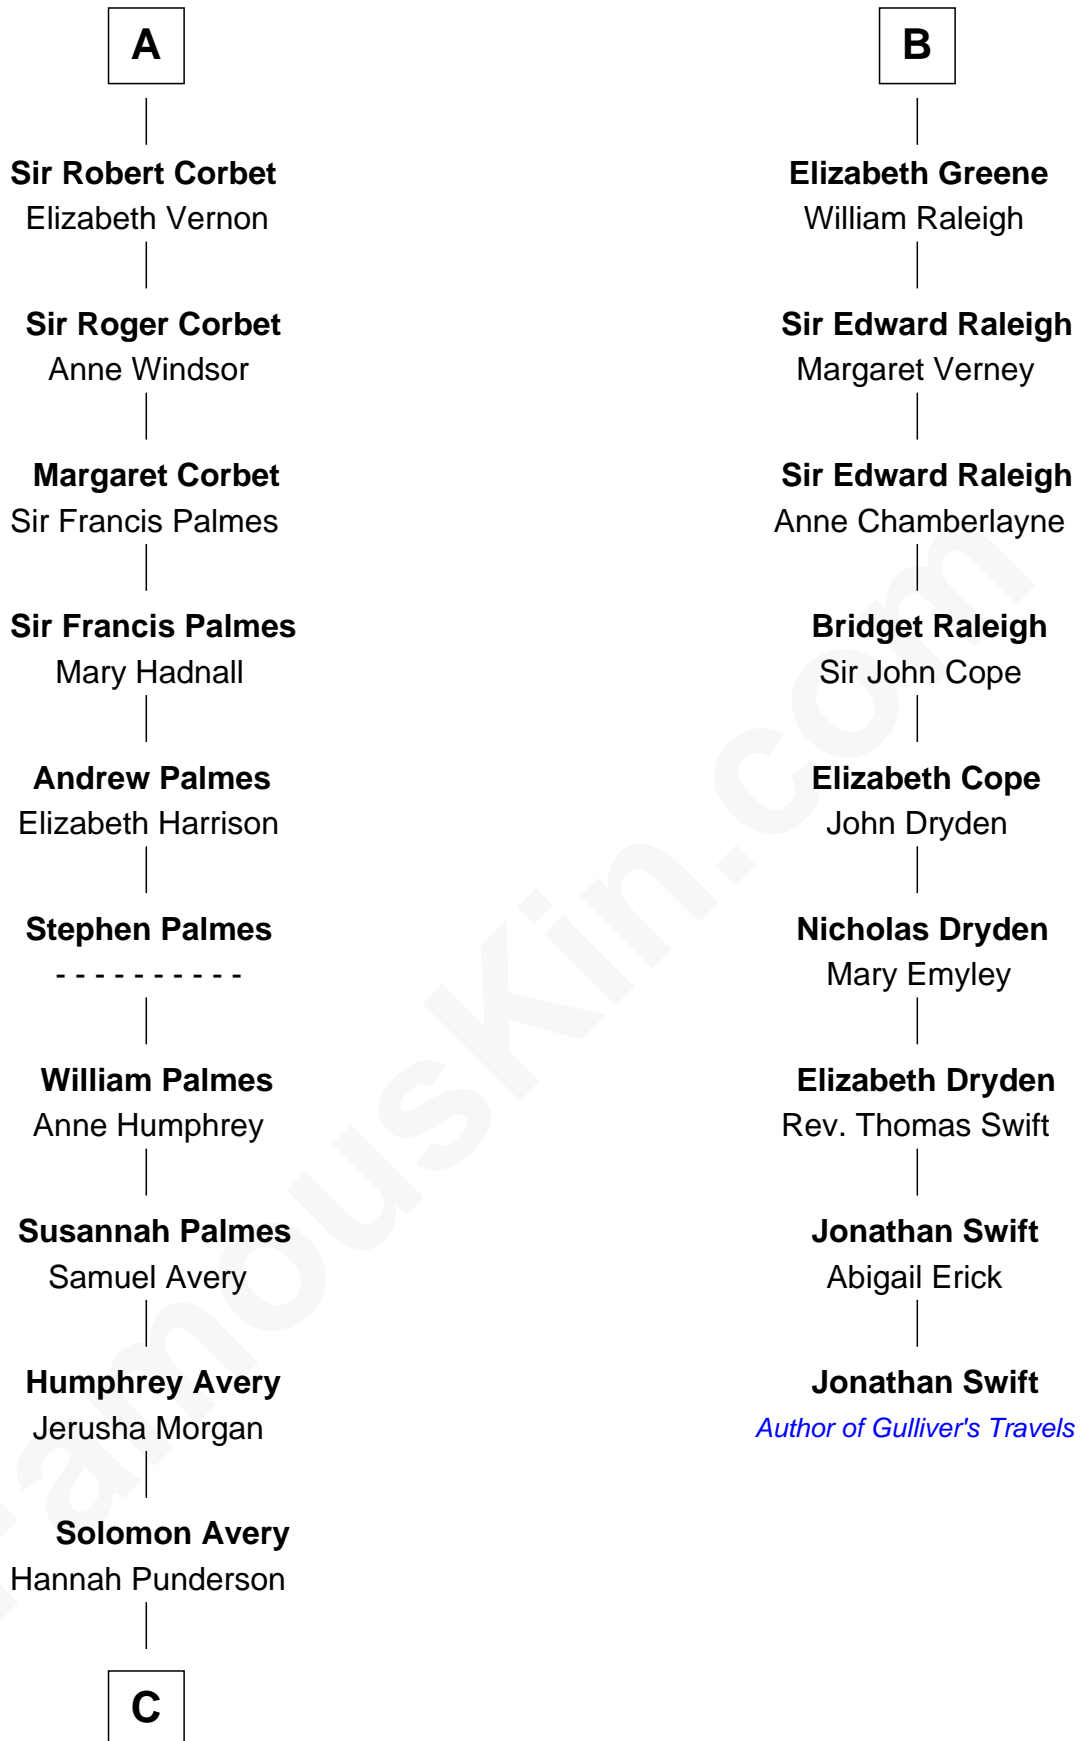 A
Sir Robert Corbet
Elizabeth Vernon
Sir Roger Corbet
Anne Windsor
Margaret Corbet
Sir Francis Palmes
Sir Francis Palmes
Mary Hadnall
Andrew Palmes
Elizabeth Harrison
Stephen Palmes
- - - - - - - - - -
William Palmes
Anne Humphrey
Susannah Palmes
Samuel Avery
Humphrey Avery
Jerusha Morgan
Solomon Avery
Hannah Punderson
C
B
Elizabeth Greene
William Raleigh
Sir Edward Raleigh
Margaret Verney
Sir Edward Raleigh
Anne Chamberlayne
Bridget Raleigh
Sir John Cope
Elizabeth Cope
John Dryden
Nicholas Dryden
Mary Emyley
Elizabeth Dryden
Rev. Thomas Swift
Jonathan Swift
Abigail Erick
Jonathan Swift
Author of Gulliver's Travels
FamousKin.com